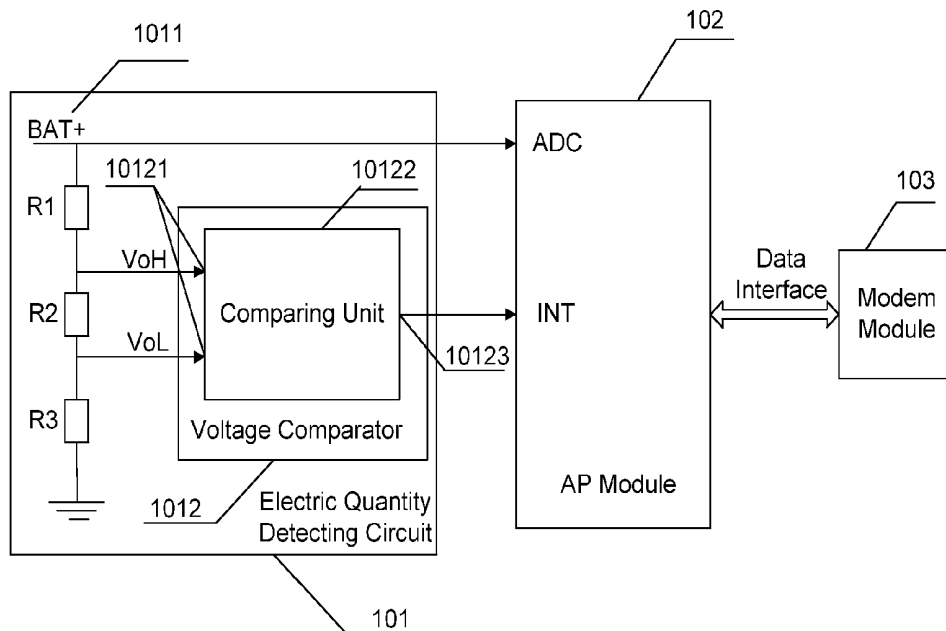 1011
102
BAT+
ADC
10121
10122
R1
103
VoH
Data
Interface
Comparing Unit
INT
Modem
Module
R2
VoL
10123
R3
Voltage Comparator
AP Module
1012
Electric Quantity
Detecting Circuit
101